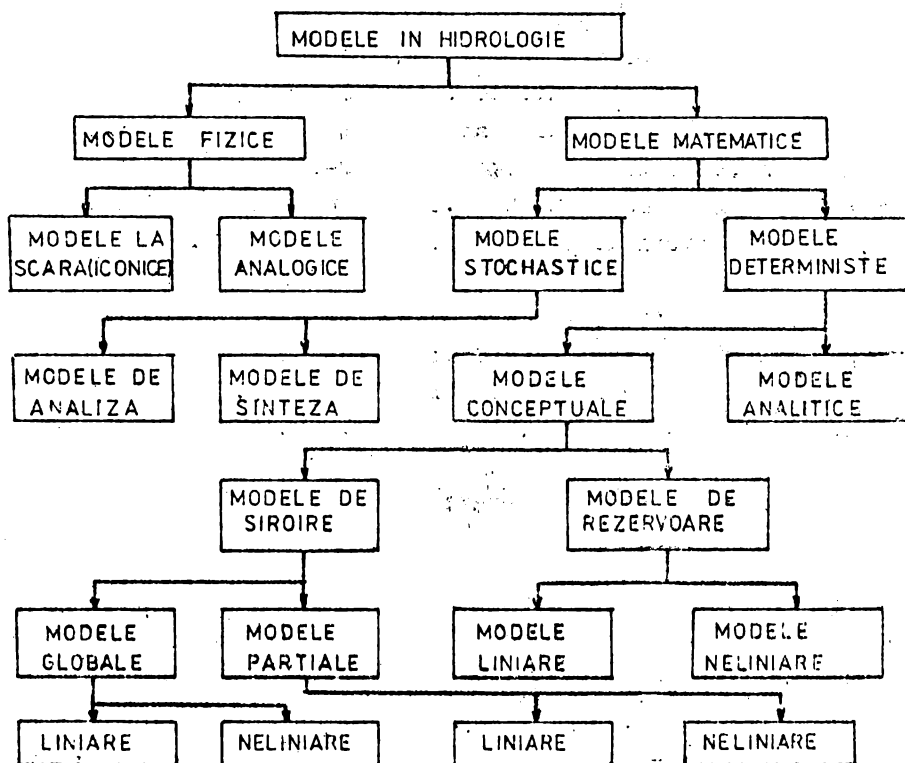 MODELE IN HIDROLOGIE
MODELE FIZICE
MODELE MATEMATICE
MODELE LA
SCARA(ICONICE)
MODELE
ANALOGICE
MODELE
STOCHASTICE
MODELE
DETERMINISTE
MODELE DE
ANALIZA
MODELE DE
SINTEZA
MODELE
CONCEPTUALE
MODELE
ANALITICE
MODELE DE
SIROIRE
MODELE DE
REZERVOARE
MODELE
GLOBALE
MODELE
PARTIALE
MODELE
LINIARE
MODELE
NELINIARE
LINIARE
NELINIARE
LINIARE
NELINIARE